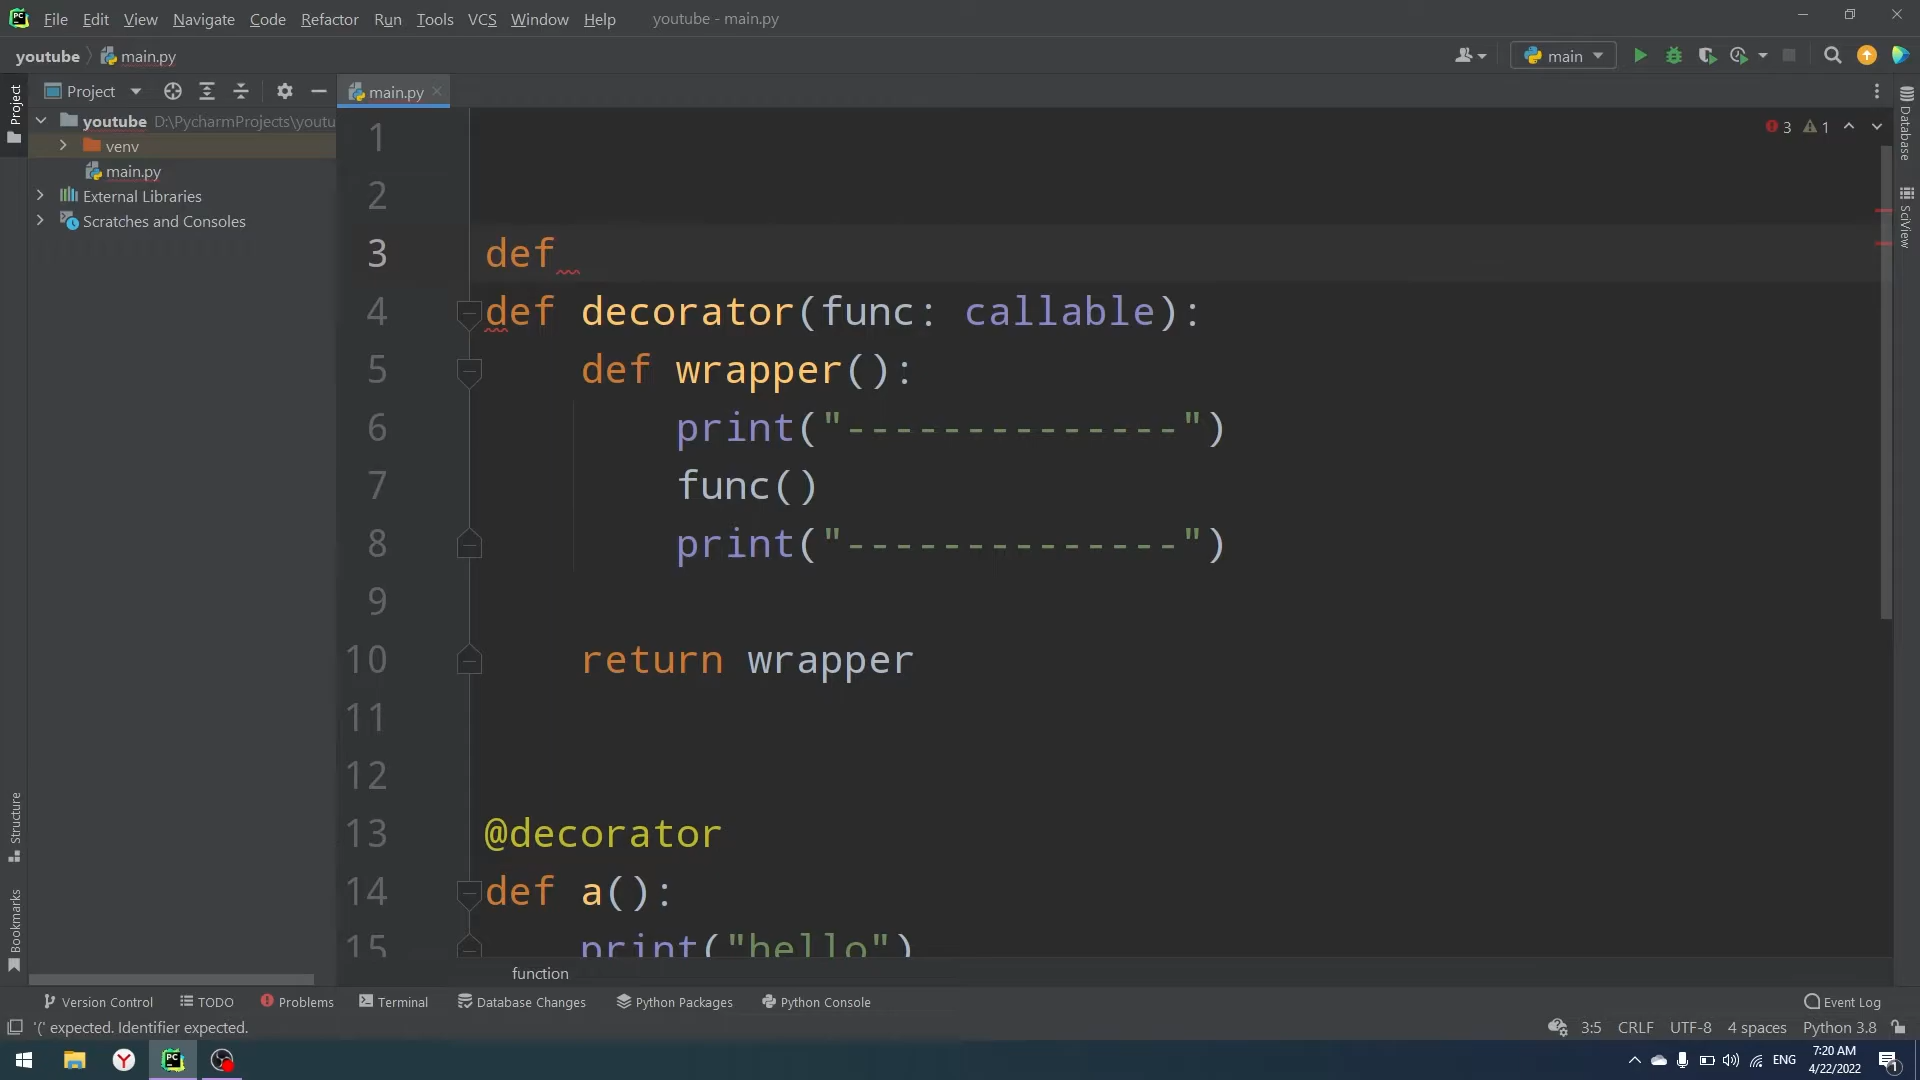 File Edit View Navigate Code Refactor Run Tools VCS Window Help youtube - main.py
youtube main.py main
Project main.py
youtube D:\PycharmProjects\youtu
venv
main.py
External Libraries
Scratches and Consoles
Project
Structure
Bookmarks
3 1
Database
SciView
1
2
3 def
4 def decorator(func: callable):
5 def wrapper():
6 print("--------------")
7 func()
8 print("--------------")
9
10 return wrapper
11
12
13 @decorator
14 def a():
15 print("hello")
function
Version Control TODO Problems Terminal Database Changes Python Packages Python Console Event Log
'(' expected. Identifier expected. 3:5 CRLF UTF-8 4 spaces Python 3.8
ENG 7:20 AM
4/22/2022 1